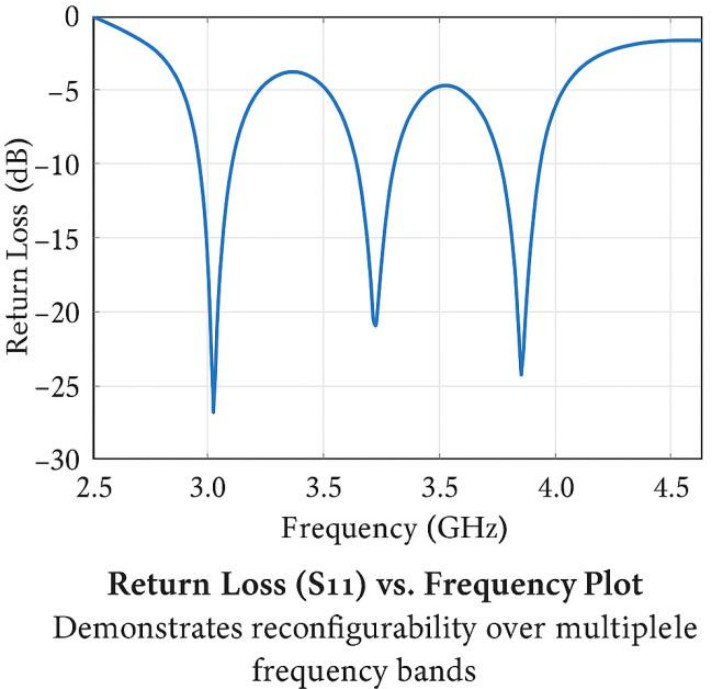 Return Loss (dB)
0
−5
−10
−15
−20
−25
−30
2.5 3.0 3.5 3.5 4.0 4.5
Frequency (GHz)
Return Loss (S11) vs. Frequency Plot
Demonstrates reconfigurability over multiplele
frequency bands